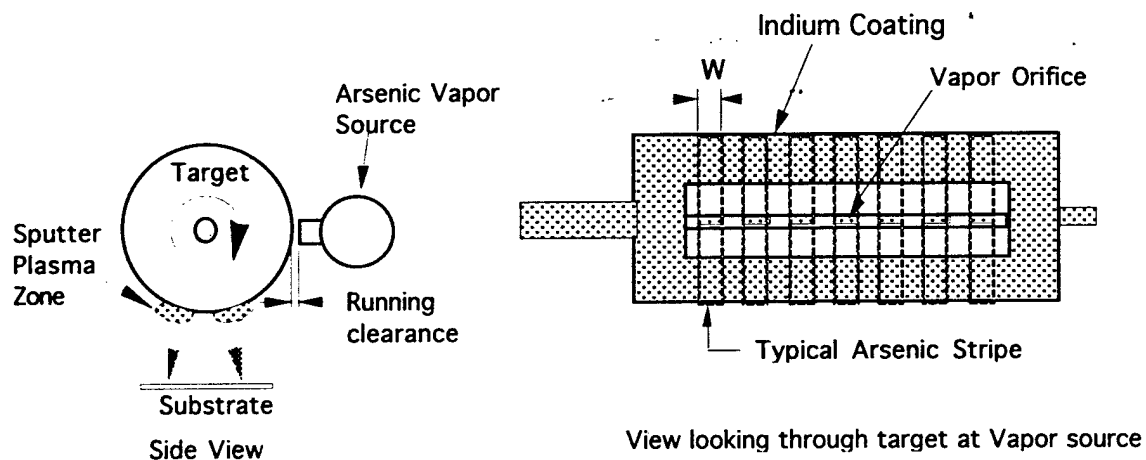 Indium Coating
W
Vapor Orifice
Arsenic Vapor
Source
Target
Sputter
Plasma
Zone
Running
clearance
Typical Arsenic Stripe
Substrate
Side View
View looking through target at Vapor source